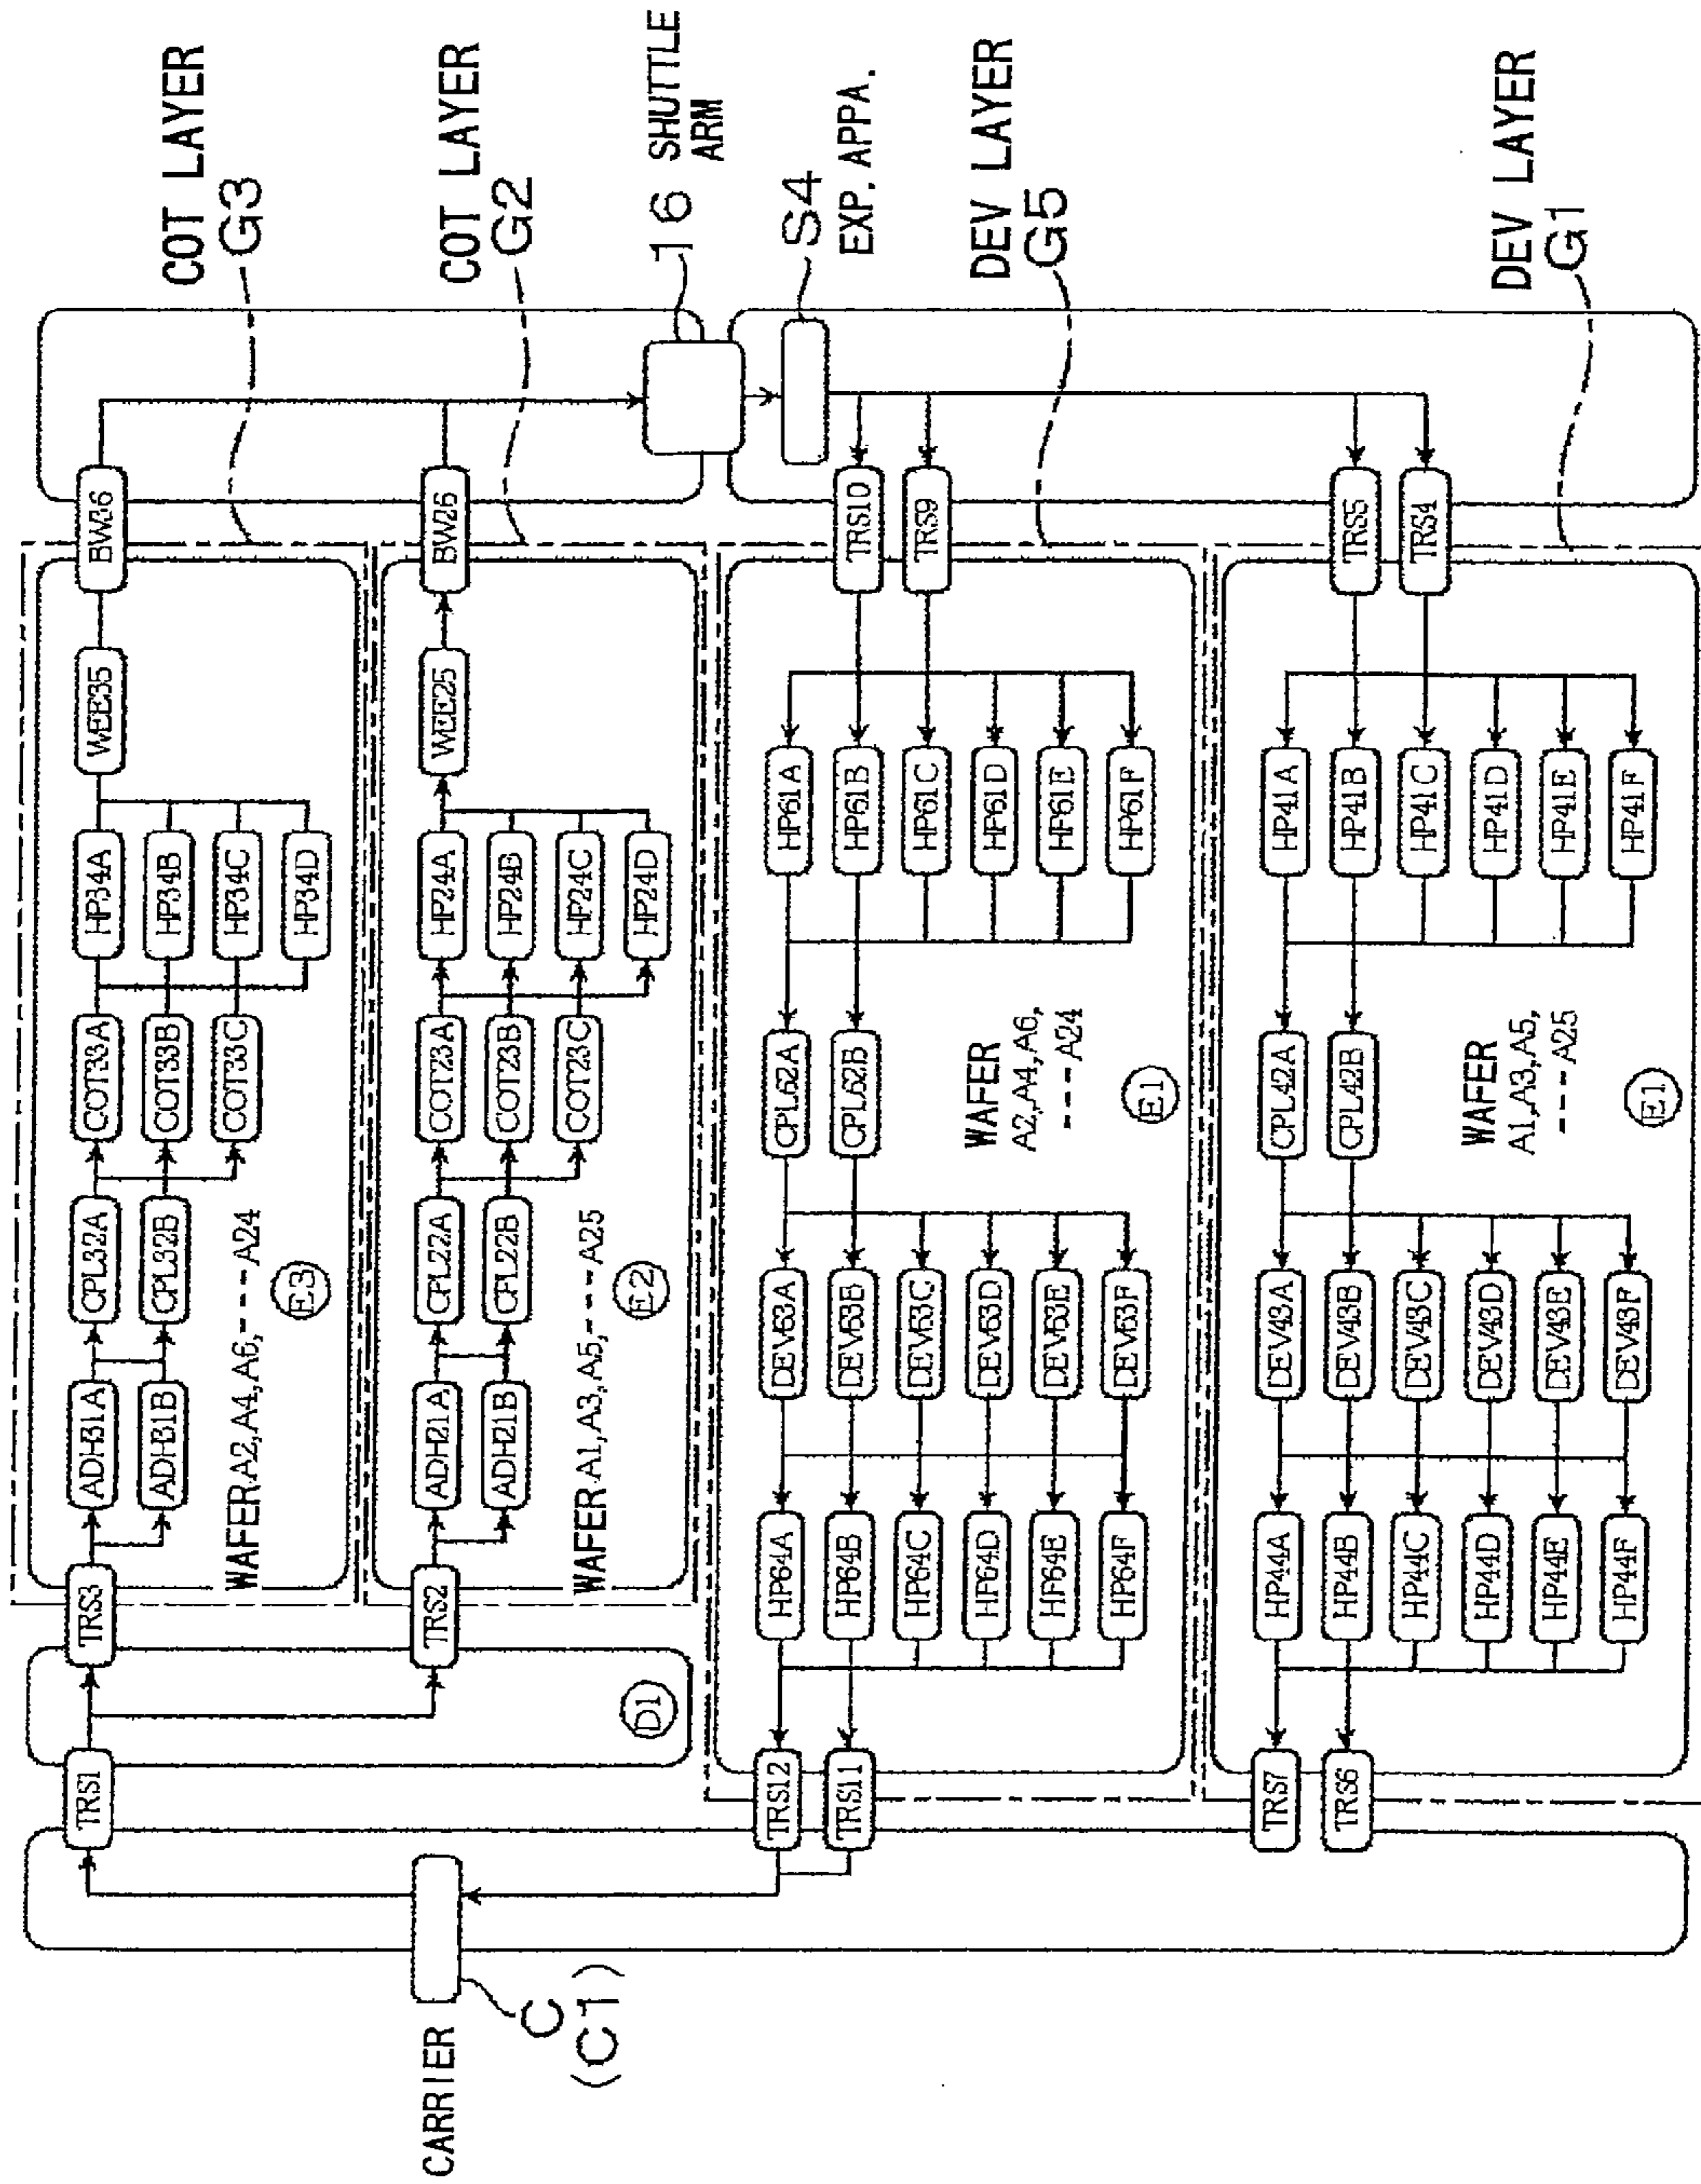 TRS1
TRS3
ADH31A
CPL32A
COT33A
HP34A
WEE35
BW36
ADH31B
CPL32B
COT33B
HP34B
COT33C
HP34C
HP34D
COT LAYER
G3
WAFER A2,A4,A6,---A24
E3
CARRIER
C
(C1)
TRS2
ADH21A
CPL22A
COT23A
HP24A
WEE25
BW26
ADH21B
CPL22B
COT23B
HP24B
COT23C
HP24C
HP24D
COT LAYER
G2
WAFER A1,A3,A5,---A25
E2
D1
16 SHUTTLE
ARM
S4
EXP. APPA.
TRS12
HP64A
DEV63A
CPL62A
HP61A
TRS10
TRS11
HP64B
DEV63B
CPL62B
HP61B
TRS9
HP64C
DEV63C
HP61C
HP64D
DEV63D
HP61D
HP64E
DEV63E
HP61E
HP64F
DEV63F
HP61F
WAFER
A2,A4,A6,
---A24
E1
DEV LAYER
G5
TRS7
HP44A
DEV43A
CPL42A
HP41A
TRS5
TRS6
HP44B
DEV43B
CPL42B
HP41B
TRS4
HP44C
DEV43C
HP41C
HP44D
DEV43D
HP41D
HP44E
DEV43E
HP41E
HP44F
DEV43F
HP41F
WAFER
A1,A3,A5,
----A25
E1
DEV LAYER
G1